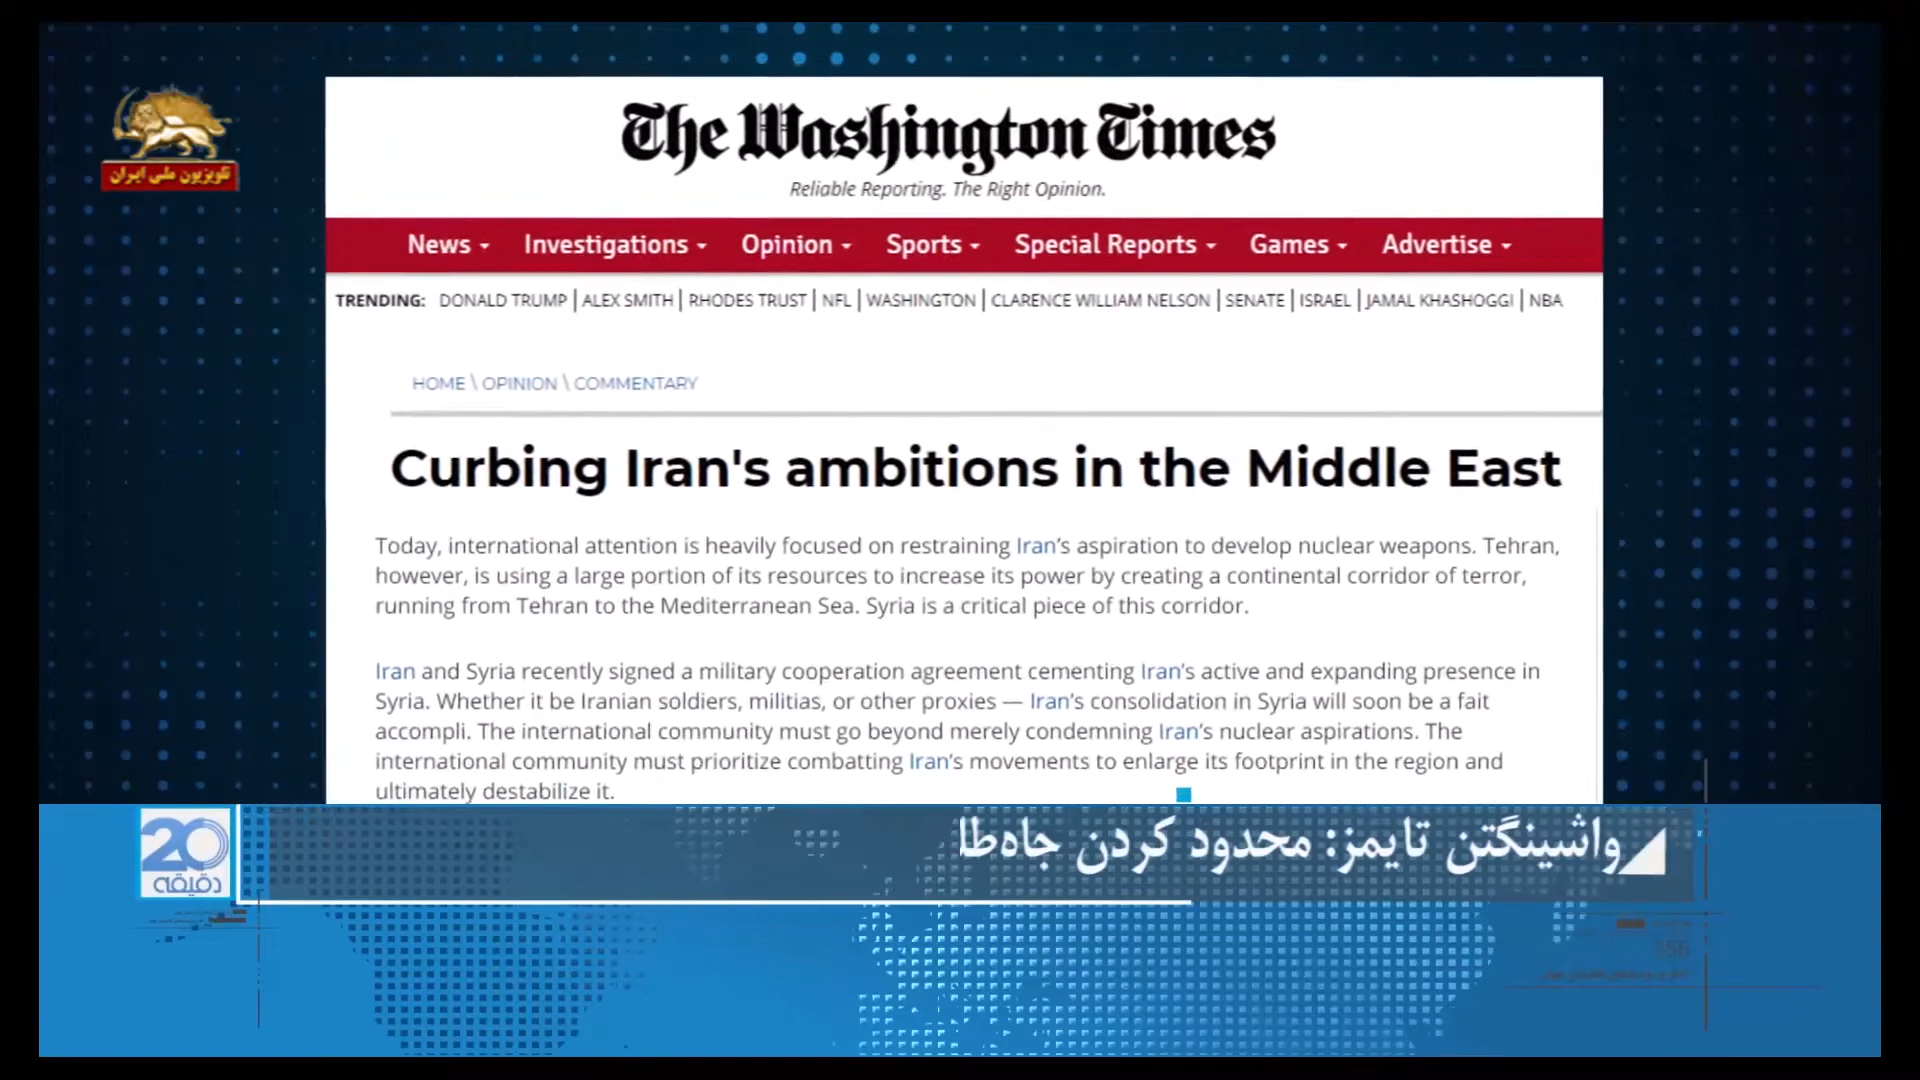 تلویزیون ملی ایران
The Washington Times
Reliable Reporting. The Right Opinion.
News Investigations Opinion Sports Special Reports Games Advertise
TRENDING: DONALD TRUMP | ALEX SMITH | RHODES TRUST | NFL | WASHINGTON | CLARENCE WILLIAM NELSON | SENATE | ISRAEL | JAMAL KHASHOGGI | NBA
HOME \ OPINION \ COMMENTARY
Curbing Iran's ambitions in the Middle East
Today, international attention is heavily focused on restraining Iran’s aspiration to develop nuclear weapons. Tehran,
however, is using a large portion of its resources to increase its power by creating a continental corridor of terror,
running from Tehran to the Mediterranean Sea. Syria is a critical piece of this corridor.
Iran and Syria recently signed a military cooperation agreement cementing Iran’s active and expanding presence in
Syria. Whether it be Iranian soldiers, militias, or other proxies — Iran’s consolidation in Syria will soon be a fait
accompli. The international community must go beyond merely condemning Iran’s nuclear aspirations. The
international community must prioritize combatting Iran’s movements to enlarge its footprint in the region and
ultimately destabilize it.
واشینگتن تایمز: محدود کردن جاه‌طا
20
دقیقه